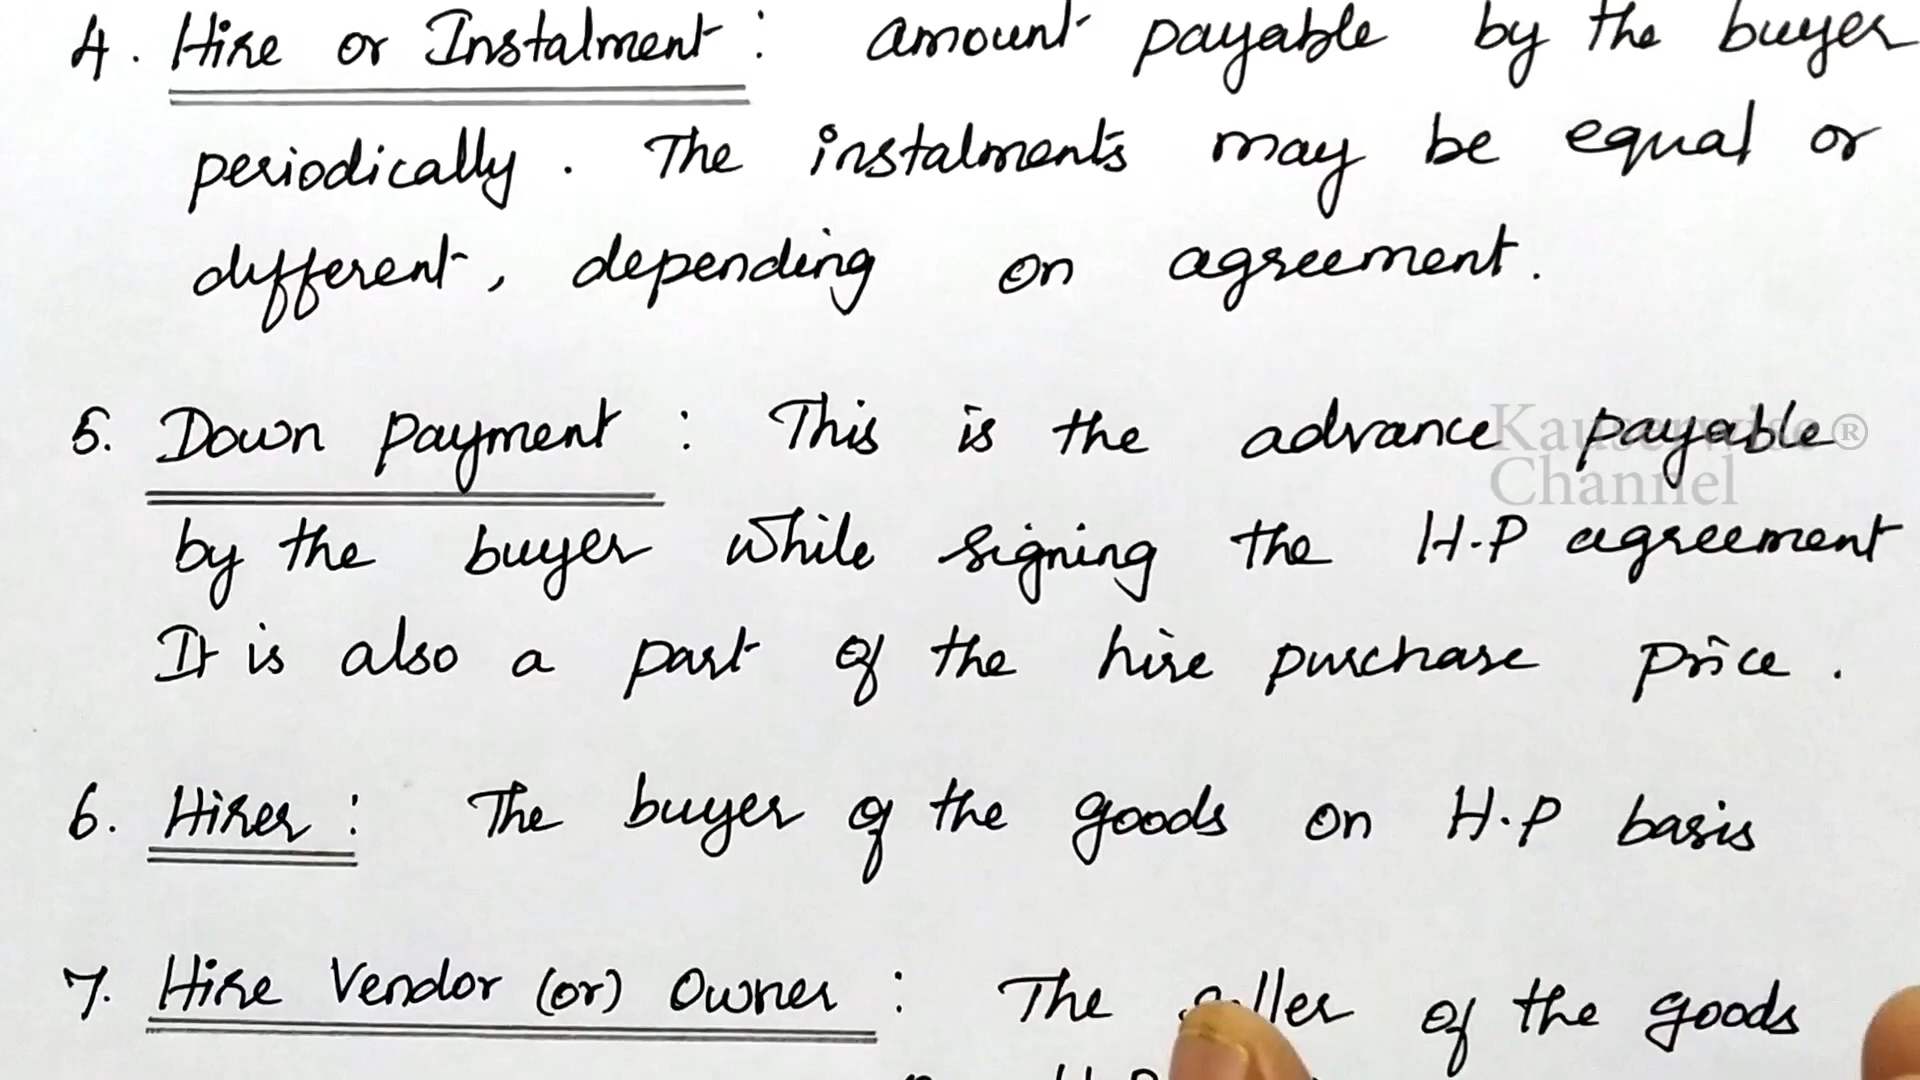 4. Hire or Instalment : amount payable by the buyer
periodically. The instalments may be equal or
different, depending on agreement.
5. Down payment : This is the advance payable
Kauserwise®
Channel
by the buyer while signing the H.P agreement
It is also a part of the hire purchase price.
6. Hirer : The buyer of the goods on H.P basis
7. Hire Vendor (or) Owner : The seller of the goods